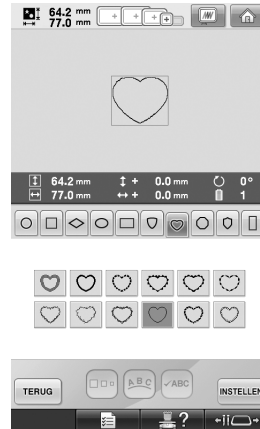 64.2 mm
77.0 mm
64.2 mm + 0.0 mm 0°
77.0 mm + 0.0 mm 1
ABC ✓ABC
TERUG INSTELLEN
?